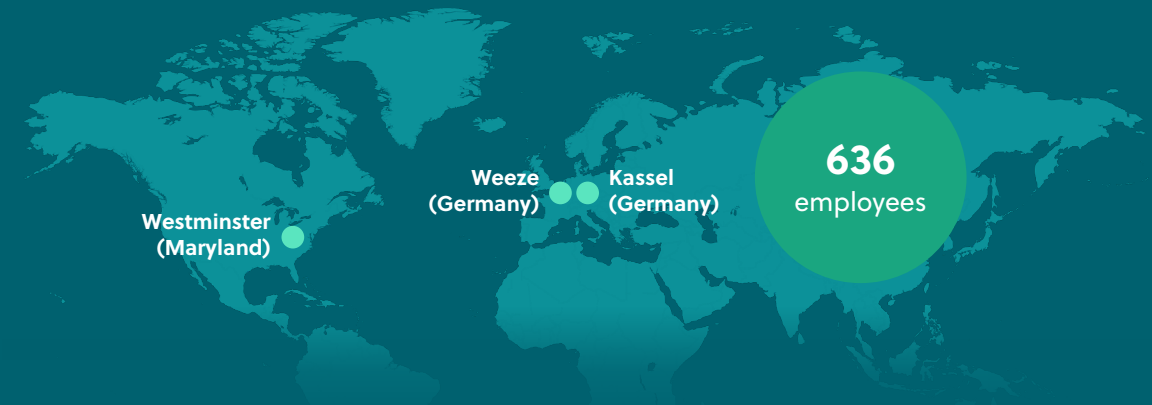 Westminster
(Maryland)
Weeze
(Germany)
Kassel
(Germany)
636
employees